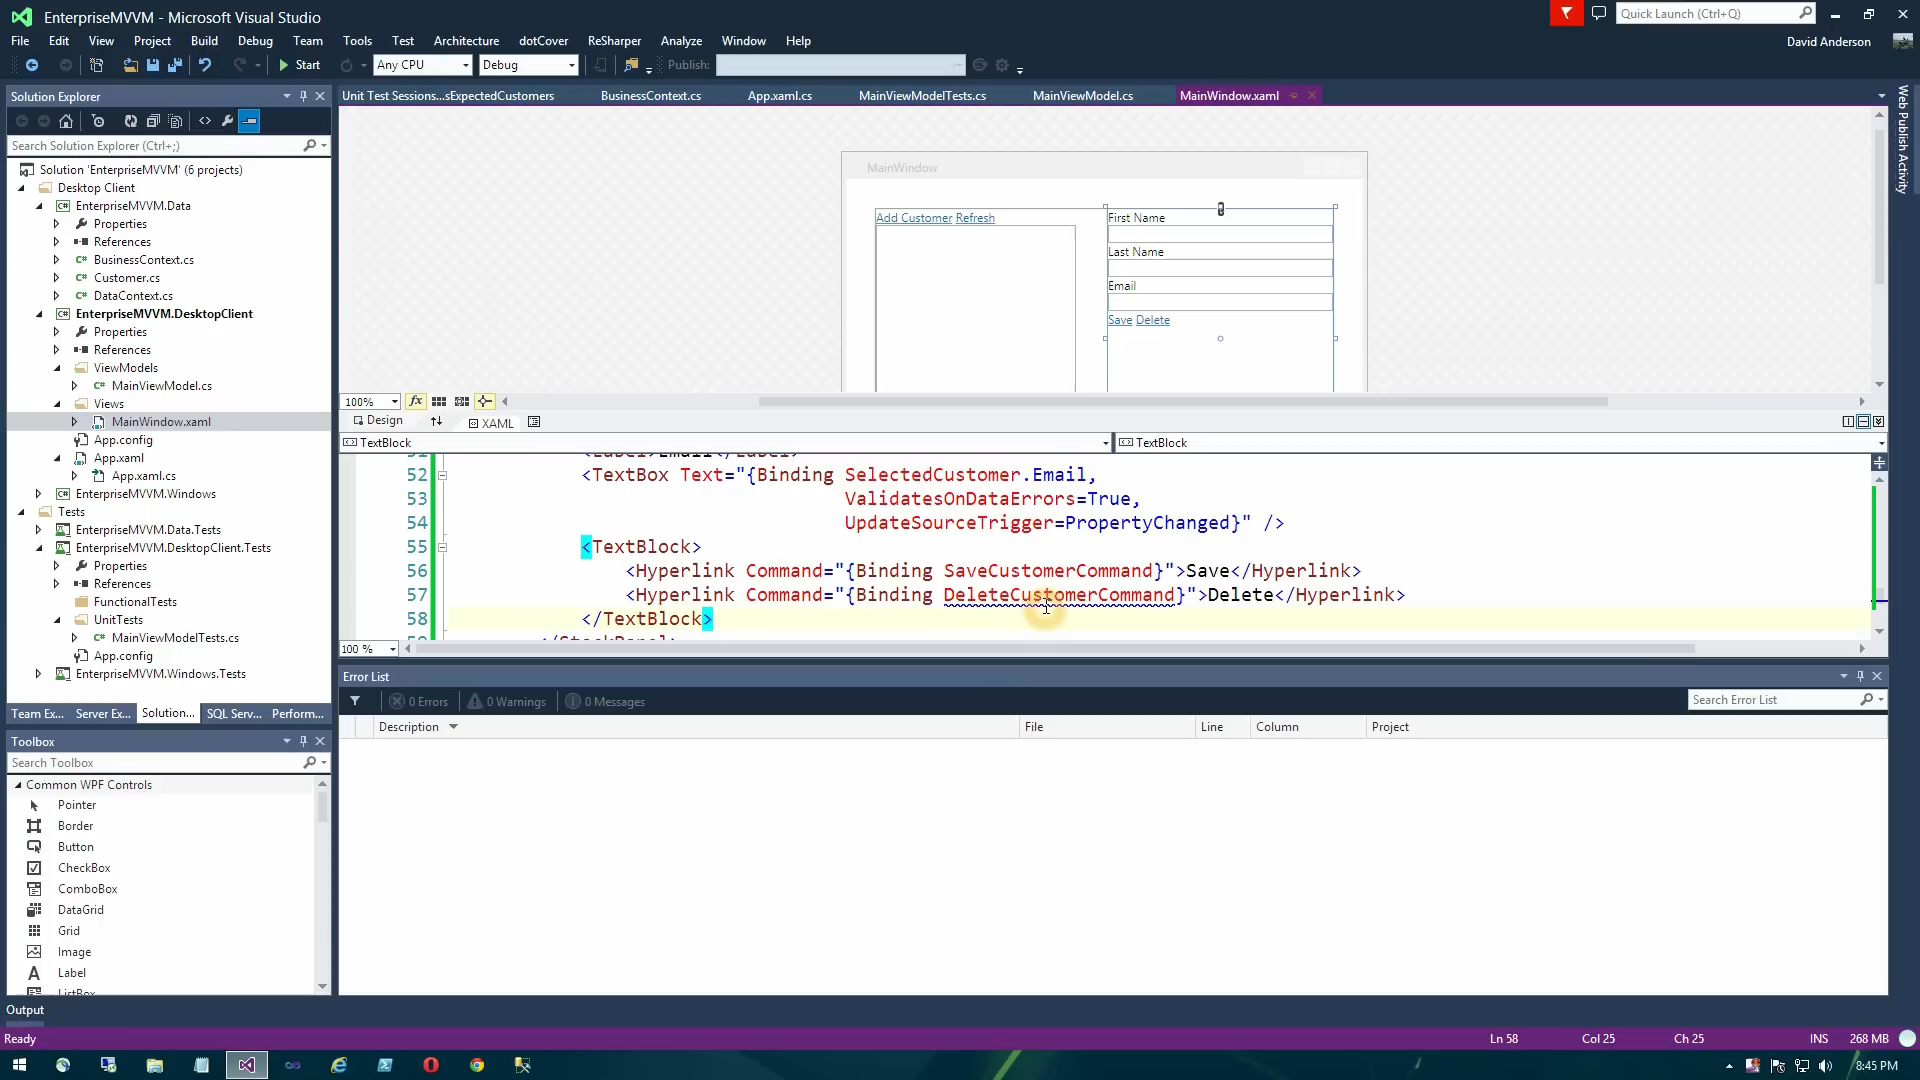 EnterpriseMVVM - Microsoft Visual Studio
Quick Launch (Ctrl+Q)
File Edit View Project Build Debug Team Tools Test Architecture dotCover ReSharper Analyze Window Help
David Anderson
Start Any CPU Debug Publish:
Solution Explorer
Search Solution Explorer (Ctrl+;)
Solution 'EnterpriseMVVM' (6 projects)
Desktop Client
EnterpriseMVVM.Data
Properties
References
BusinessContext.cs
Customer.cs
DataContext.cs
EnterpriseMVVM.DesktopClient
Properties
References
ViewModels
MainViewModel.cs
Views
MainWindow.xaml
App.config
App.xaml
App.xaml.cs
EnterpriseMVVM.Windows
Tests
EnterpriseMVVM.Data.Tests
EnterpriseMVVM.DesktopClient.Tests
Properties
References
FunctionalTests
UnitTests
MainViewModelTests.cs
App.config
EnterpriseMVVM.Windows.Tests
Team Ex... Server Ex... Solution... SQL Serv... Perform...
Toolbox
Search Toolbox
Common WPF Controls
Pointer
Border
Button
CheckBox
ComboBox
DataGrid
Grid
Image
Label
ListBox
Unit Test Sessions...sExpectedCustomers BusinessContext.cs App.xaml.cs MainViewModelTests.cs MainViewModel.cs MainWindow.xaml
Web Publish Activity
MainWindow
Add Customer Refresh
First Name
Last Name
Email
Save Delete
100%
Design XAML
TextBlock TextBlock
51 <Label>Email</Label>
52 <TextBox Text="{Binding SelectedCustomer.Email,
53 ValidatesOnDataErrors=True,
54 UpdateSourceTrigger=PropertyChanged}" />
55 <TextBlock>
56 <Hyperlink Command="{Binding SaveCustomerCommand}">Save</Hyperlink>
57 <Hyperlink Command="{Binding DeleteCustomerCommand}">Delete</Hyperlink>
58 </TextBlock>
59 </StackPanel>
100 %
Error List
0 Errors 0 Warnings 0 Messages
Search Error List
Description File Line Column Project
Output
Ready Ln 58 Col 25 Ch 25 INS 268 MB
8:45 PM